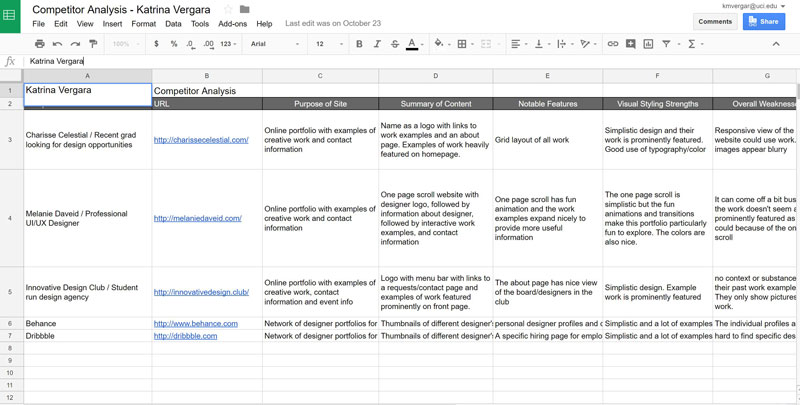 Competitor Analysis - Katrina Vergara
kmvergar@uci.edu
File Edit View Insert Format Data Tools Add-ons Help Last edit was on October 23
Comments Share
100% $ % .0 .00 123 Arial 12 B I S A
fx Katrina Vergara
A B C D E F G
1 Katrina Vergara Competitor Analysis
2 URL Purpose of Site Summary of Content Notable Features Visual Styling Strengths Overall Weaknesse
3
Charisse Celestial / Recent grad
looking for design opportunities
http://charissecelestial.com/
Online portfolio with examples of
creative work and contact
information
Name as a logo with links to
work examples and an about
page. Examples of work heavily
featured on homepage.
Grid layout of all work
Simplistic design and their
work is prominently featured.
Good use of typography/color
Responsive view of the
website could use work.
images appear blurry
4
Melanie Daveid / Professional
UI/UX Designer
http://melaniedaveid.com/
Online portfolio with examples of
creative work and contact
information
One page scroll website with
designer logo, followed by
information about designer,
followed by interactive work
examples, and contact
information
One page scroll has fun
animation and the work
examples expand nicely to
provide more useful
information
The one page scroll is
simplistic but the fun
animations and transitions
make this portfolio particularly
fun to explore. The colors are
also nice.
It can come off a bit bus
the work doesn't seem a
prominently featured as
could because of the on
scroll
5
Innovative Design Club / Student
run design agency
http://innovativedesign.club/
Online portfolio with examples of
creative work, contact
information and event info
Logo with menu bar with links to
a requests/contact page and
examples of work featured
prominently on front page.
The about page has nice view
of the board/designers in the
club
Simplistic design. Example
work is prominently featured
no context or substance
their past work example
They only show pictures
work.
6 Behance http://www.behance.com Network of designer portfolios for Thumbnails of different designer's personal designer profiles and c Simplistic and a lot of examples The individual profiles a
7 Dribbble http://dribbble.com Network of designer portfolios for Thumbnails of different designer's A specific hiring page for emplo Simplistic and a lot of examples hard to find specific des
8
9
10
11
12